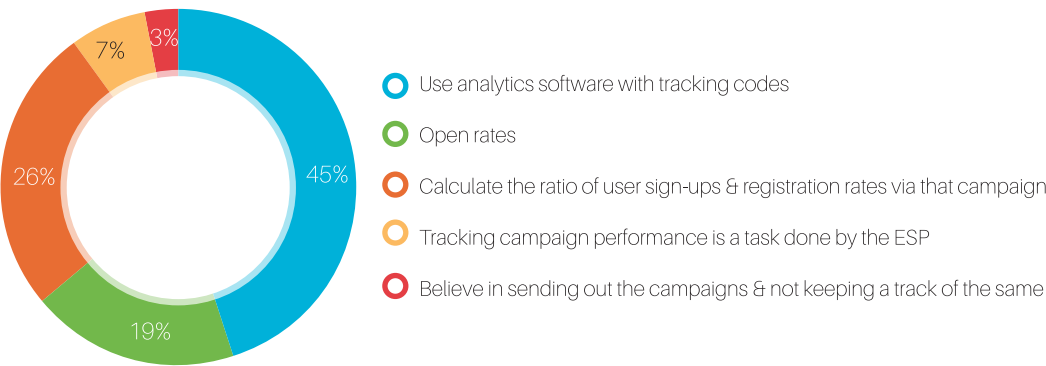 3%
7%
26%
45%
19%
Use analytics software with tracking codes
Open rates
Calculate the ratio of user sign-ups & registration rates via that campaign
Tracking campaign performance is a task done by the ESP
Believe in sending out the campaigns & not keeping a track of the same